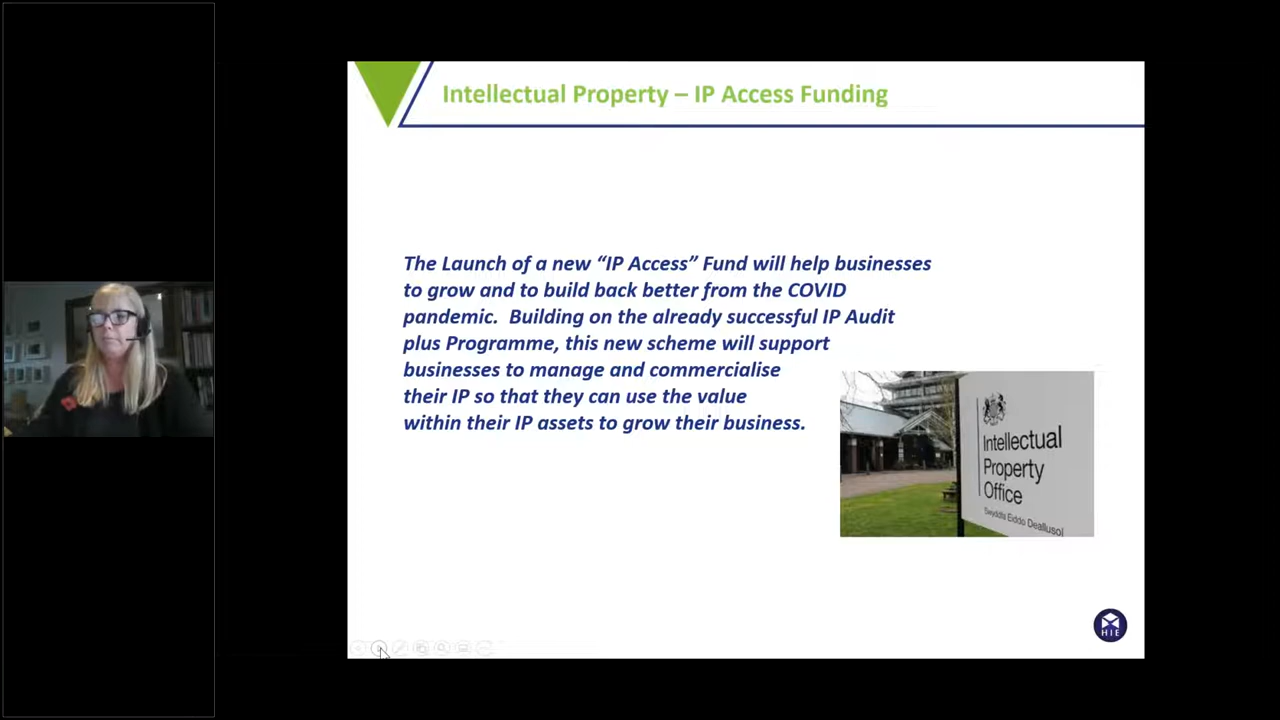 Intellectual Property – IP Access Funding
The Launch of a new “IP Access” Fund will help businesses
to grow and to build back better from the COVID
pandemic.  Building on the already successful IP Audit
plus Programme, this new scheme will support
businesses to manage and commercialise
their IP so that they can use the value
within their IP assets to grow their business.
Intellectual
Property
Office
Swyddfa Eiddo Deallusol
HIE